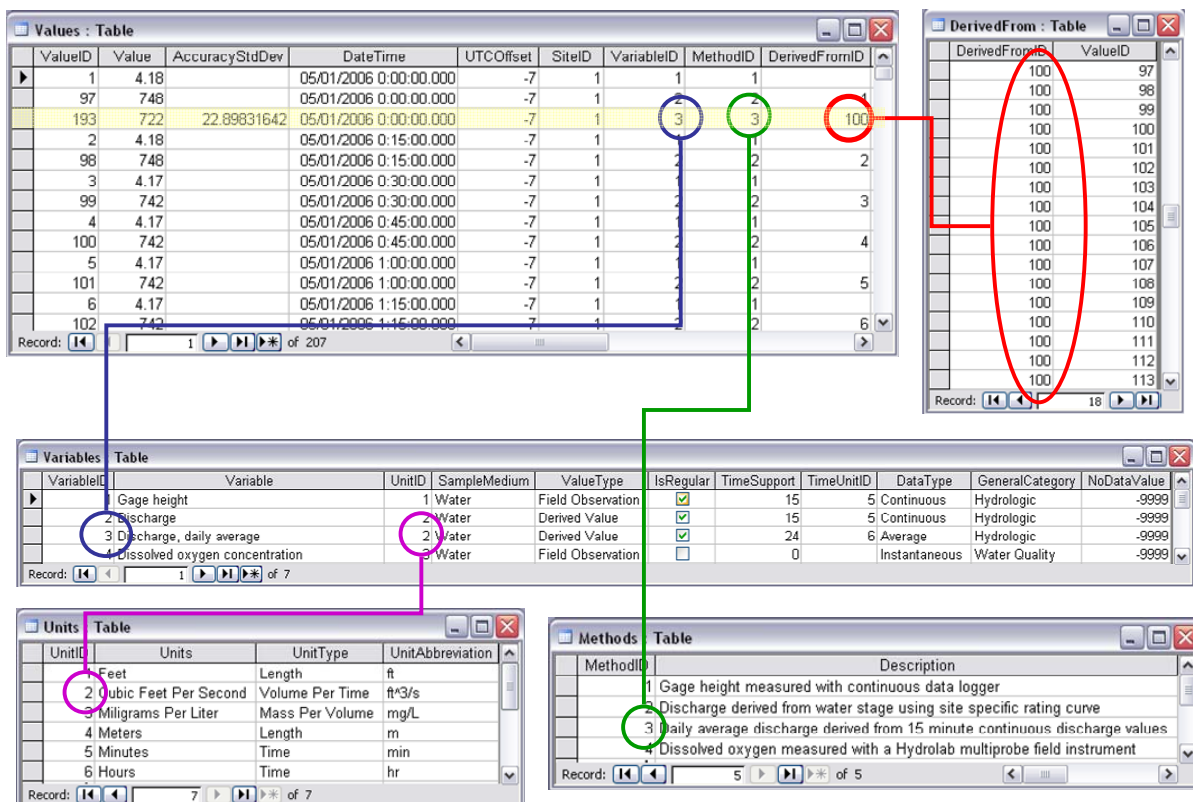 Values : Table
ValueID Value AccuracyStdDev DateTime UTCOffset SiteID VariableID MethodID DerivedFromID
1 4.18 05/01/2006 0:00:00.000 -7 1 1 1
97 748 05/01/2006 0:00:00.000 -7 1 2 2 1
193 722 22.89831642 05/01/2006 0:00:00.000 -7 1 3 3 100
2 4.18 05/01/2006 0:15:00.000 -7 1 1 1
98 748 05/01/2006 0:15:00.000 -7 1 2 2 2
3 4.17 05/01/2006 0:30:00.000 -7 1 1 1
99 742 05/01/2006 0:30:00.000 -7 1 2 2 3
4 4.17 05/01/2006 0:45:00.000 -7 1 1 1
100 742 05/01/2006 0:45:00.000 -7 1 2 2 4
5 4.17 05/01/2006 1:00:00.000 -7 1 1 1
101 742 05/01/2006 1:00:00.000 -7 1 2 2 5
6 4.17 05/01/2006 1:15:00.000 -7 1 1 1
102 742 05/01/2006 1:15:00.000 -7 1 2 2 6
Record: 1 of 207
DerivedFrom : Table
DerivedFromID ValueID
100 97
100 98
100 99
100 100
100 101
100 102
100 103
100 104
100 105
100 106
100 107
100 108
100 109
100 110
100 111
100 112
100 113
Record: 18
Variables : Table
VariableID Variable UnitID SampleMedium ValueType IsRegular TimeSupport TimeUnitID DataType GeneralCategory NoDataValue
1 Gage height 1 Water Field Observation 15 5 Continuous Hydrologic -9999
2 Discharge 2 Water Derived Value 15 5 Continuous Hydrologic -9999
3 Discharge, daily average 2 Water Derived Value 24 6 Average Hydrologic -9999
4 Dissolved oxygen concentration 3 Water Field Observation 0 Instantaneous Water Quality -9999
Record: 1 of 7
Units : Table
UnitID Units UnitType UnitAbbreviation
1 Feet Length ft
2 Cubic Feet Per Second Volume Per Time ft^3/s
3 Miligrams Per Liter Mass Per Volume mg/L
4 Meters Length m
5 Minutes Time min
6 Hours Time hr
Record: 7 of 7
Methods : Table
MethodID Description
1 Gage height measured with continuous data logger
2 Discharge derived from water stage using site specific rating curve
3 Daily average discharge derived from 15 minute continuous discharge values
4 Dissolved oxygen measured with a Hydrolab multiprobe field instrument
Record: 5 of 5